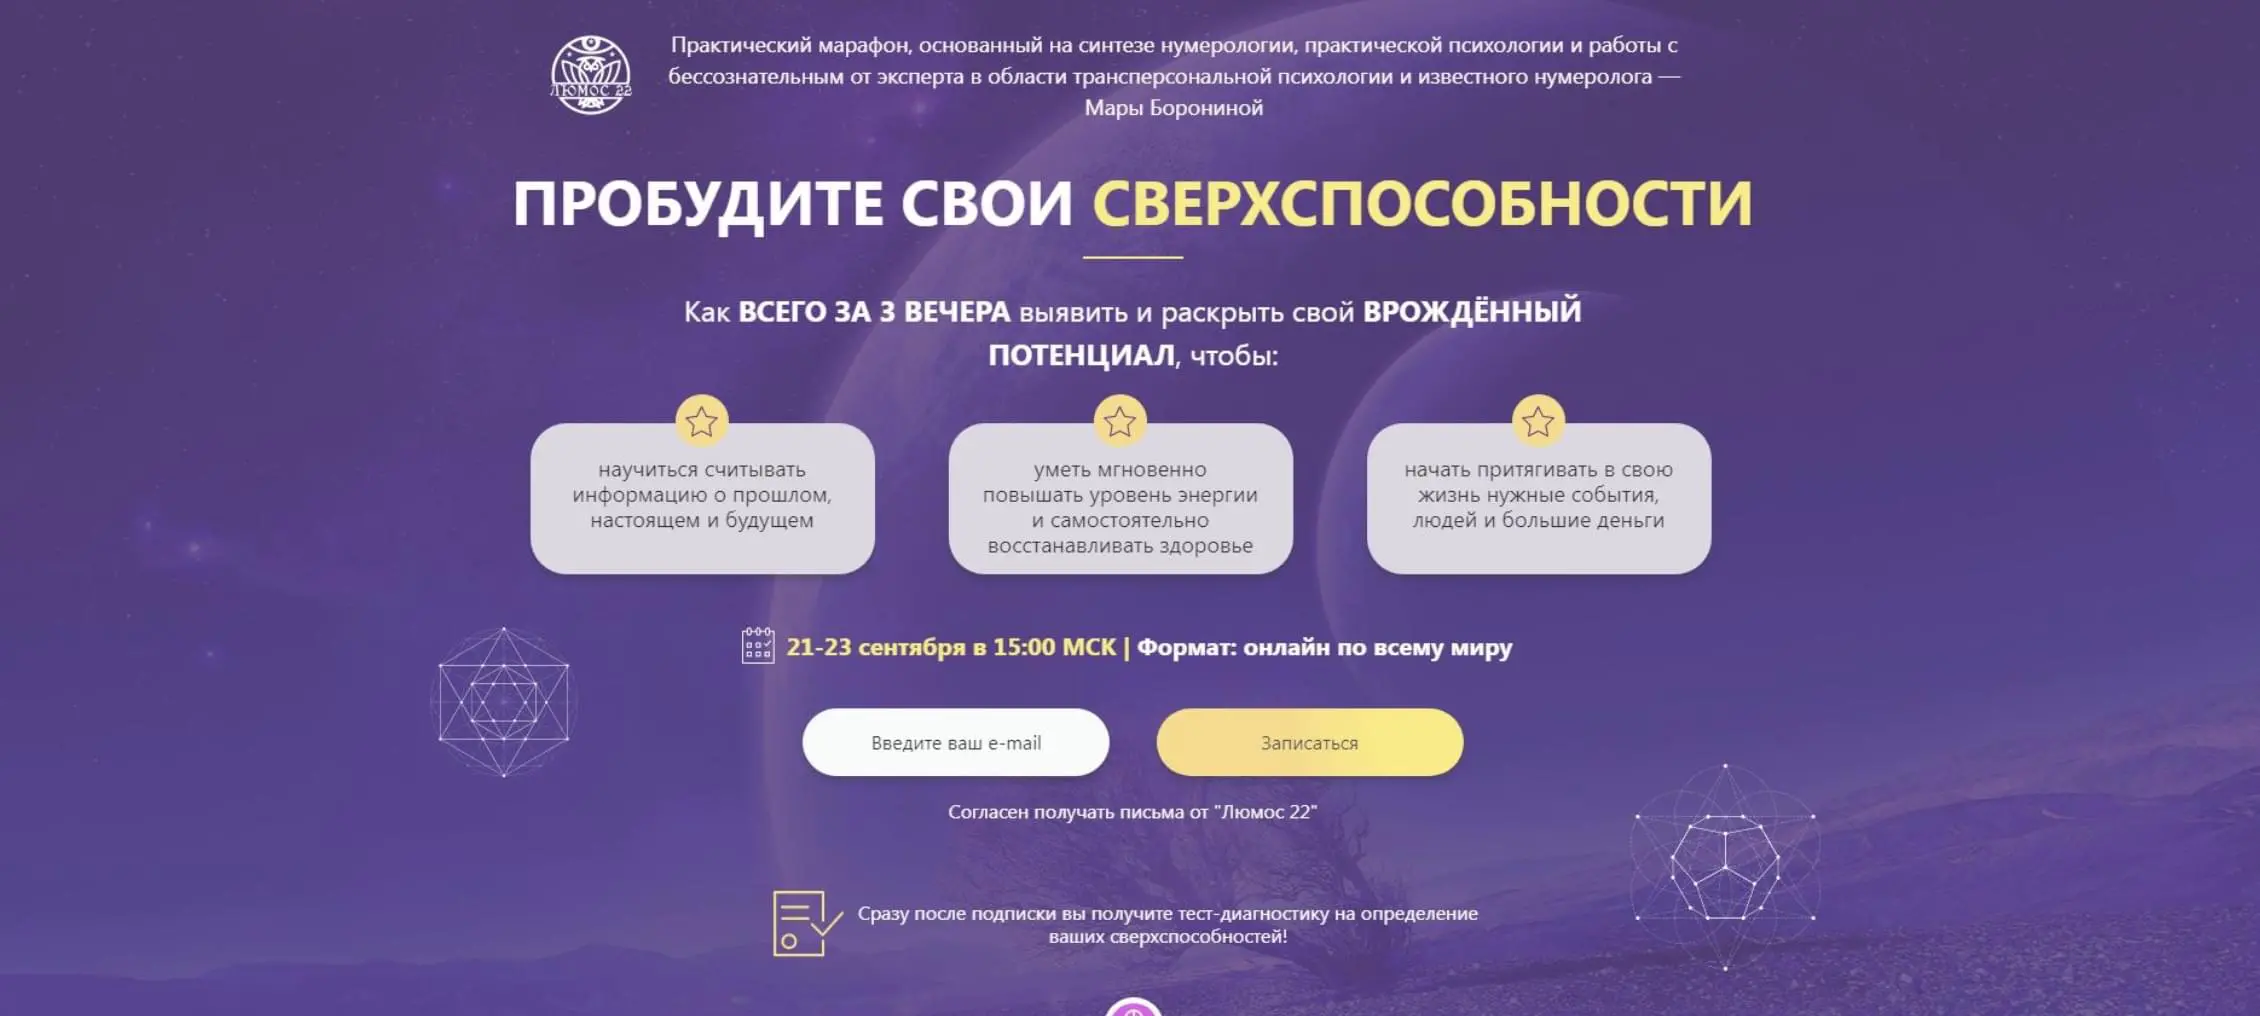 ЛЮМОС 22
Практический марафон, основанный на синтезе нумерологии, практической психологии и работы с
бессознательным от эксперта в области трансперсональной психологии и известного нумеролога —
Мары Борониной
ПРОБУДИТЕ СВОИ СВЕРХСПОСОБНОСТИ
Как ВСЕГО ЗА 3 ВЕЧЕРА выявить и раскрыть свой ВРОЖДЁННЫЙ
ПОТЕНЦИАЛ, чтобы:
научиться считывать
информацию о прошлом,
настоящем и будущем
уметь мгновенно
повышать уровень энергии
и самостоятельно
восстанавливать здоровье
начать притягивать в свою
жизнь нужные события,
людей и большие деньги
21-23 сентября в 15:00 МСК | Формат: онлайн по всему миру
Введите ваш e-mail
Записаться
Согласен получать письма от "Люмос 22"
Сразу после подписки вы получите тест-диагностику на определение
ваших сверхспособностей!